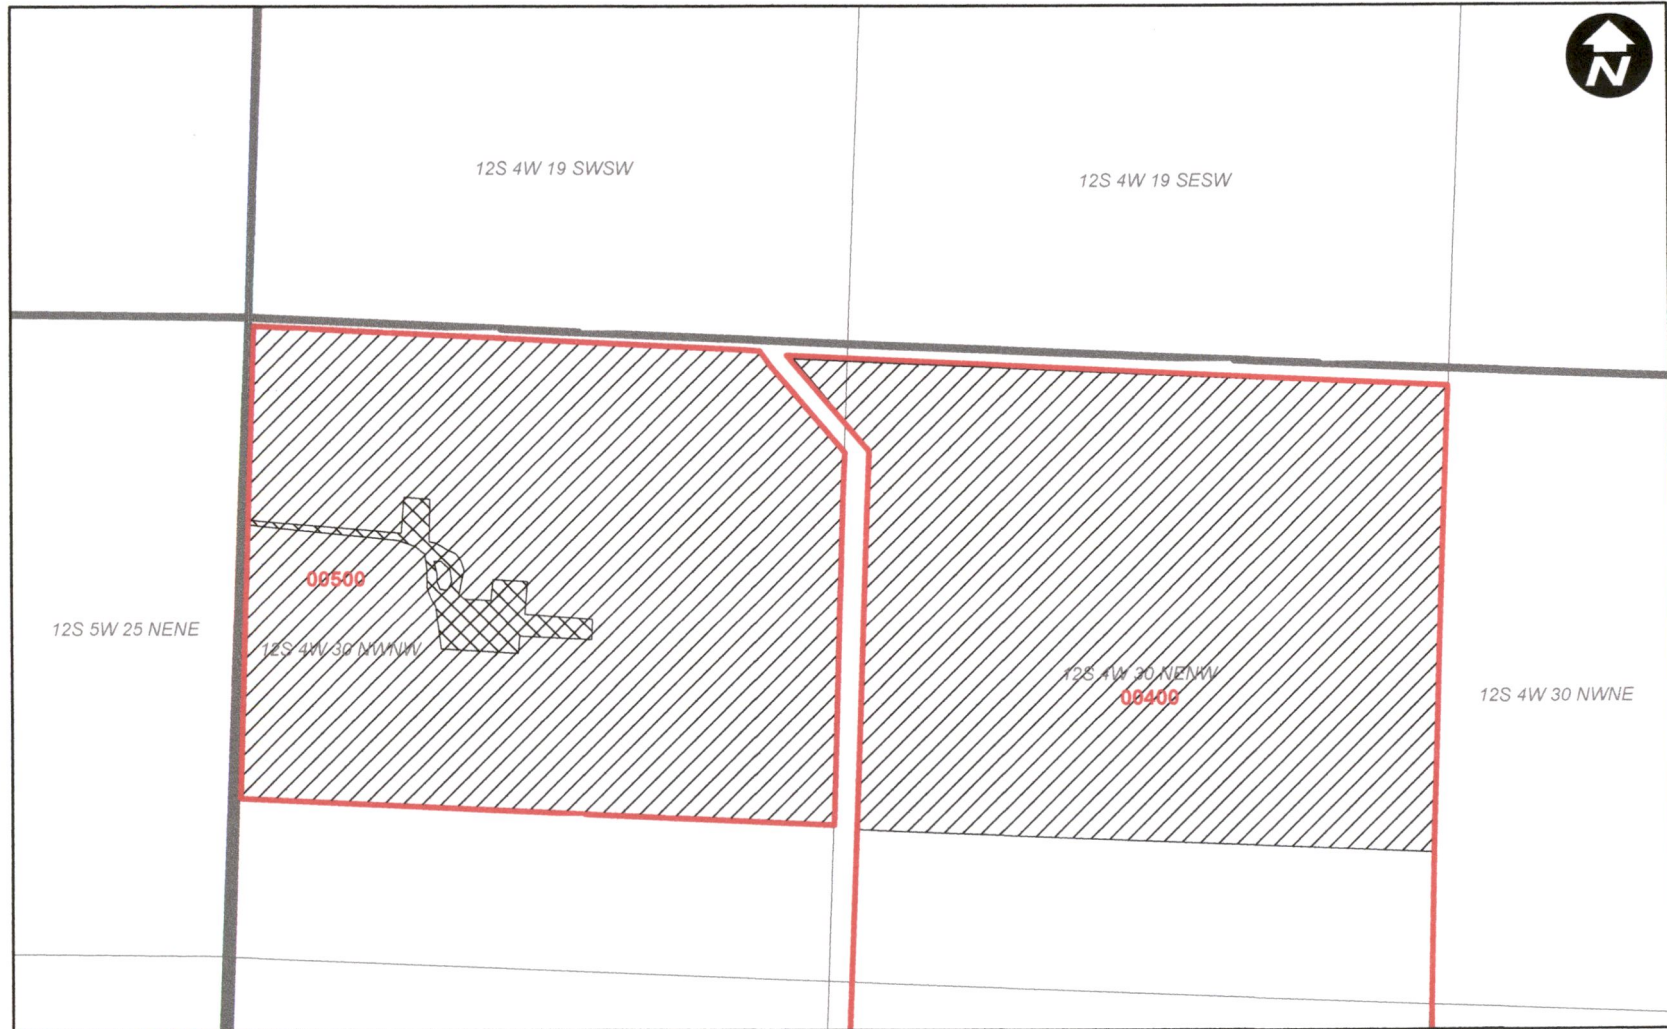 N
12S 4W 19 SWSW
12S 4W 19 SESW
00500
12S 5W 25 NENE
12S 4W 30 NWNW
12S 4W 30 NENW
00400
12S 4W 30 NWNE